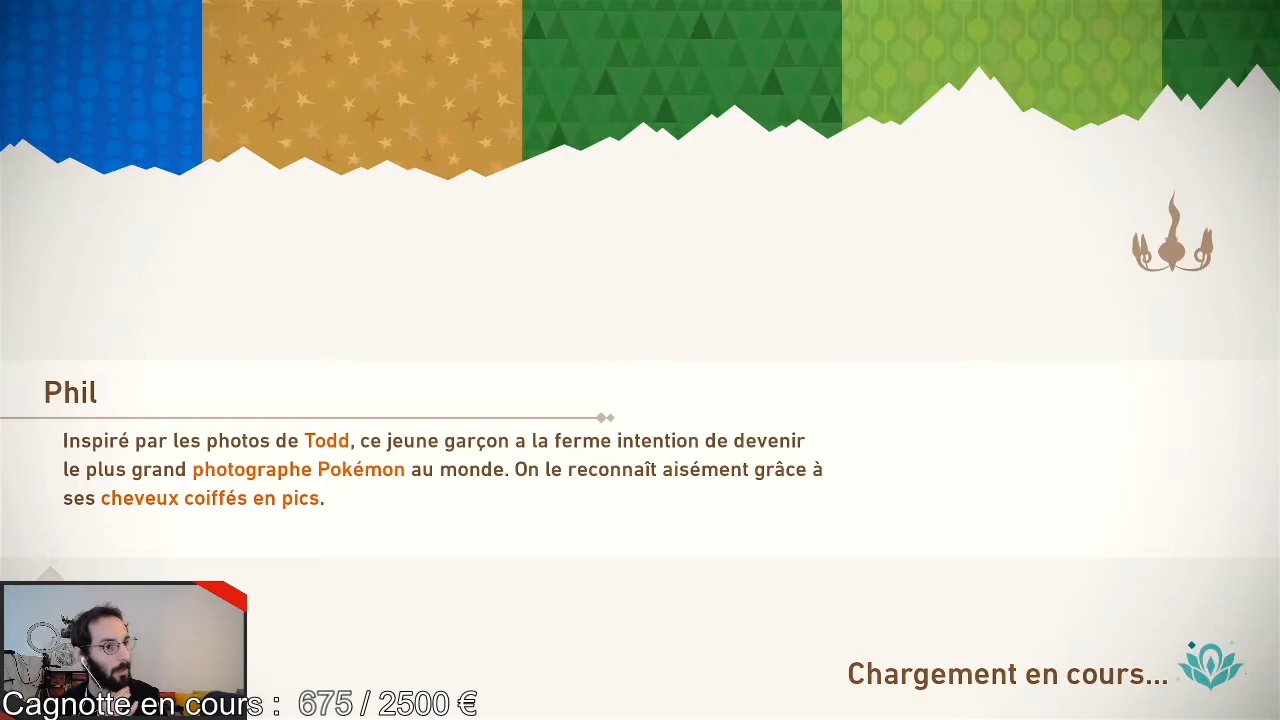 Phil
Inspiré par les photos de Todd, ce jeune garçon a la ferme intention de devenir
le plus grand photographe Pokémon au monde. On le reconnaît aisément grâce à
ses cheveux coiffés en pics.
Chargement en cours...
Cagnotte en cours : 675 / 2500 €